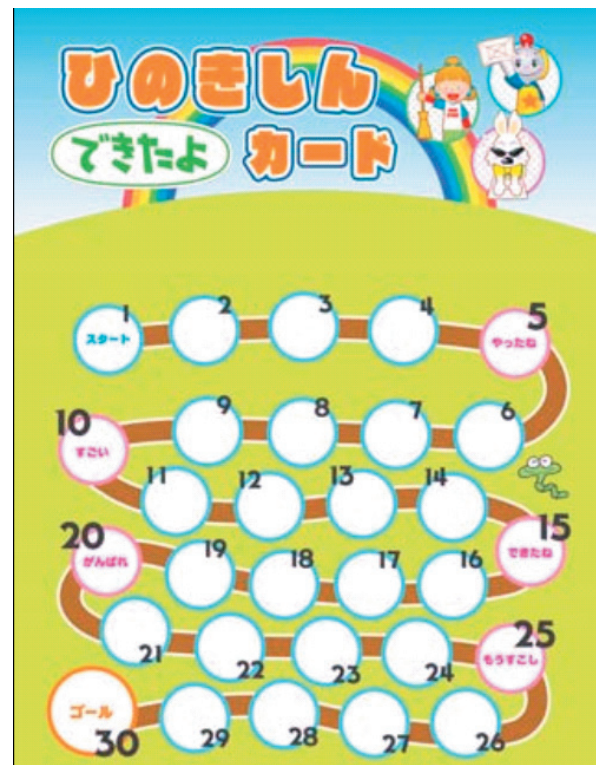 ひのきしん
できたよ カード
1 2 3 4 5
スタート やったね
10 9 8 7 6
すごい
11 12 13 14 15
できたね
20 19 18 17 16
がんばれ
21 22 23 24 25
もうすこし
ゴール
30 29 28 27 26